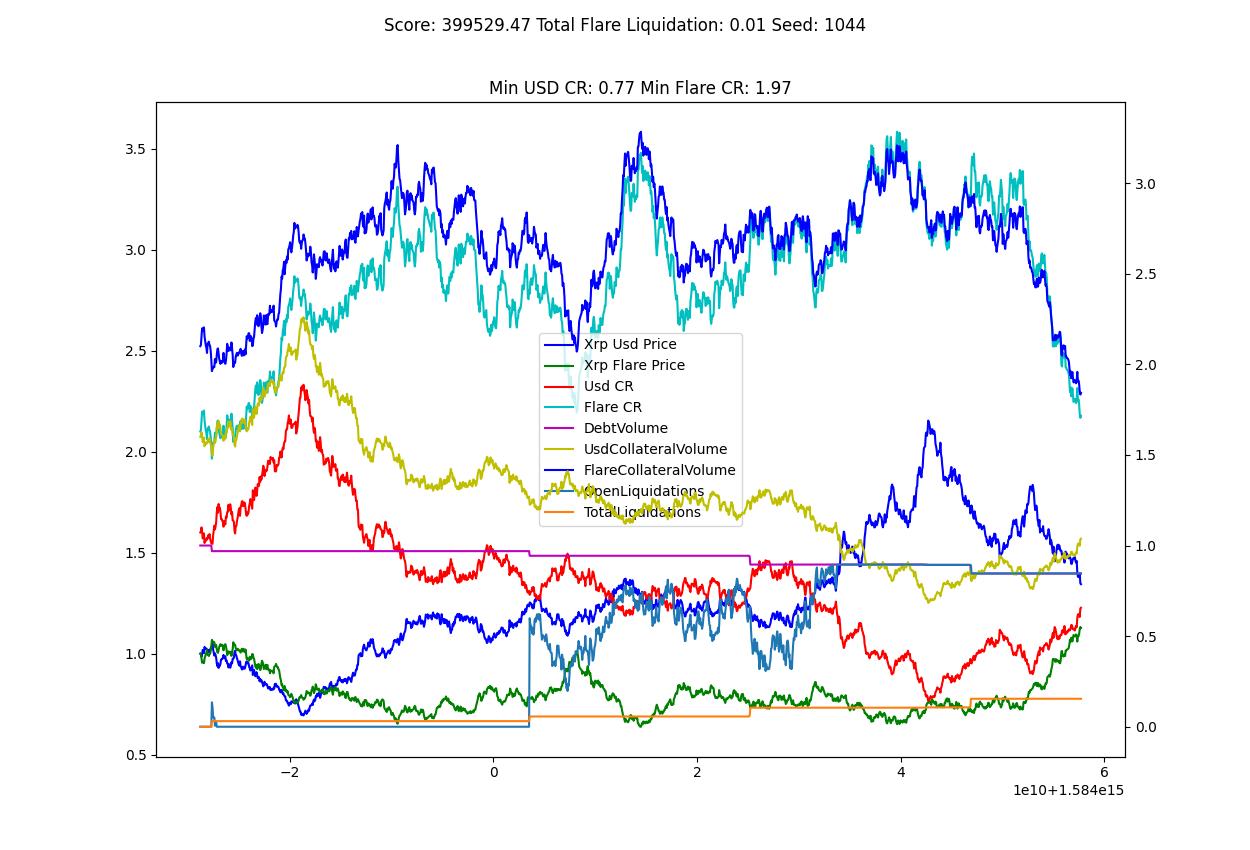 Score: 399529.47 Total Flare Liquidation: 0.01 Seed: 1044
Min USD CR: 0.77 Min Flare CR: 1.97
3.5
3.0
2.5
2.0
1.5
1.0
0.5
Xrp Usd Price
Xrp Flare Price
Usd CR
Flare CR
DebtVolume
UsdCollateralVolume
FlareCollateralVolume
OpenLiquidations
TotalLiquidations
3.0
2.5
2.0
1.5
1.0
0.5
0.0
−2 0 2 4 6
1e10+1.584e15